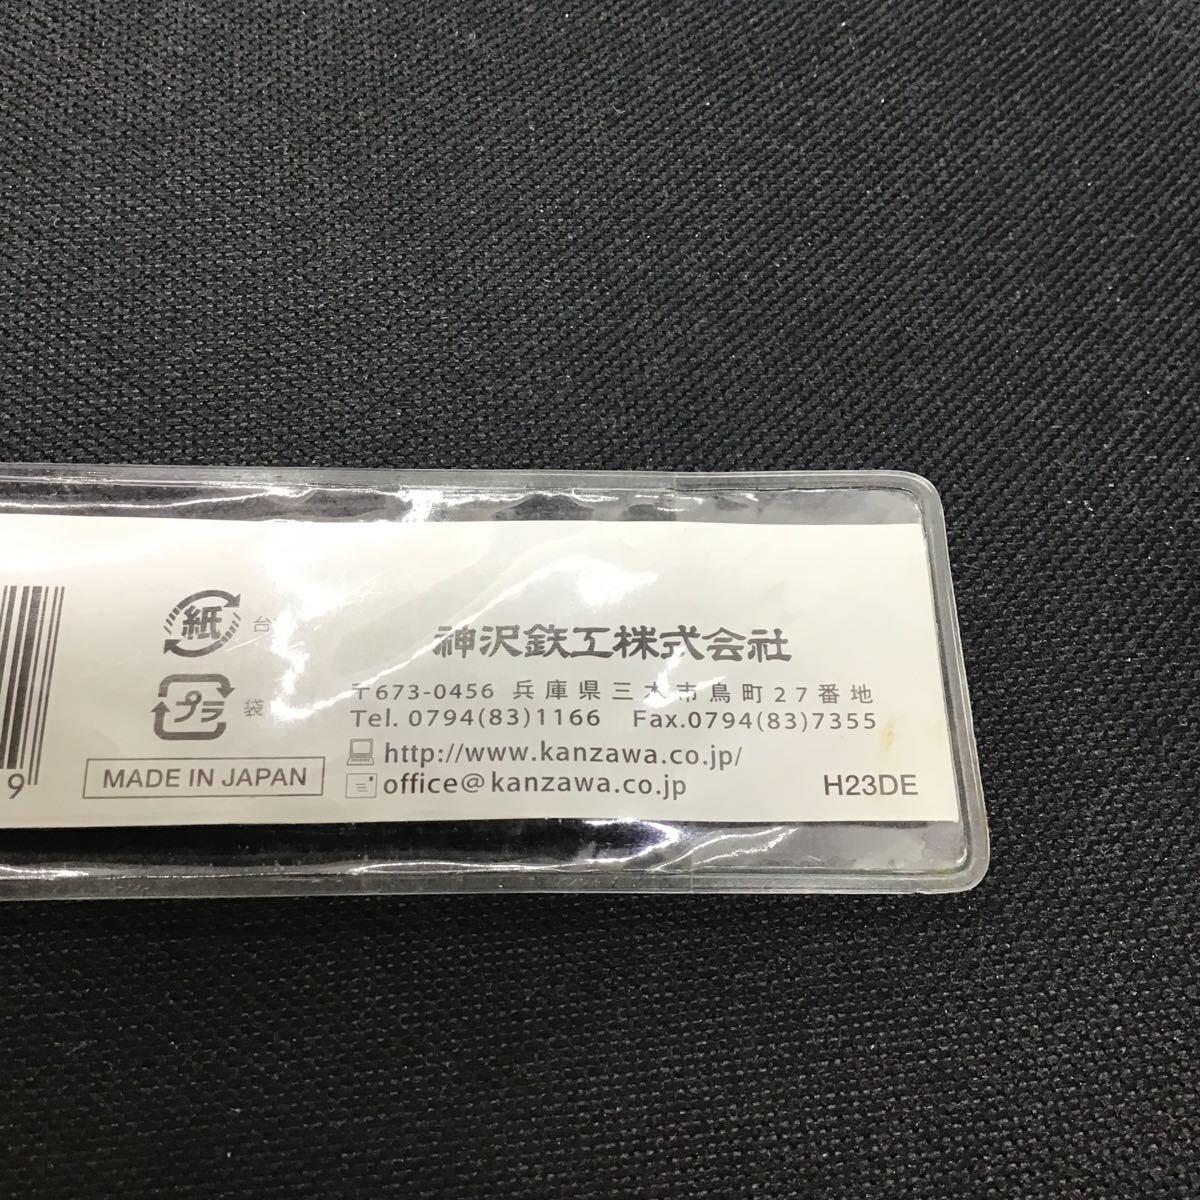 紙 台
プラ 袋
9
MADE IN JAPAN
神沢鉄工株式会社
〒673-0456 兵庫県三木市鳥町27番地
Tel. 0794(83)1166 Fax.0794(83)7355
http://www.kanzawa.co.jp/
office@kanzawa.co.jp
H23DE